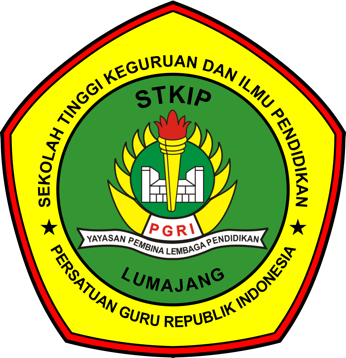 SEKOLAH TINGGI KEGURUAN DAN ILMU PENDIDIKAN
STKIP
PGRI
YAYASAN PEMBINA LEMBAGA PENDIDIKAN
LUMAJANG
PERSATUAN GURU REPUBLIK INDONESIA